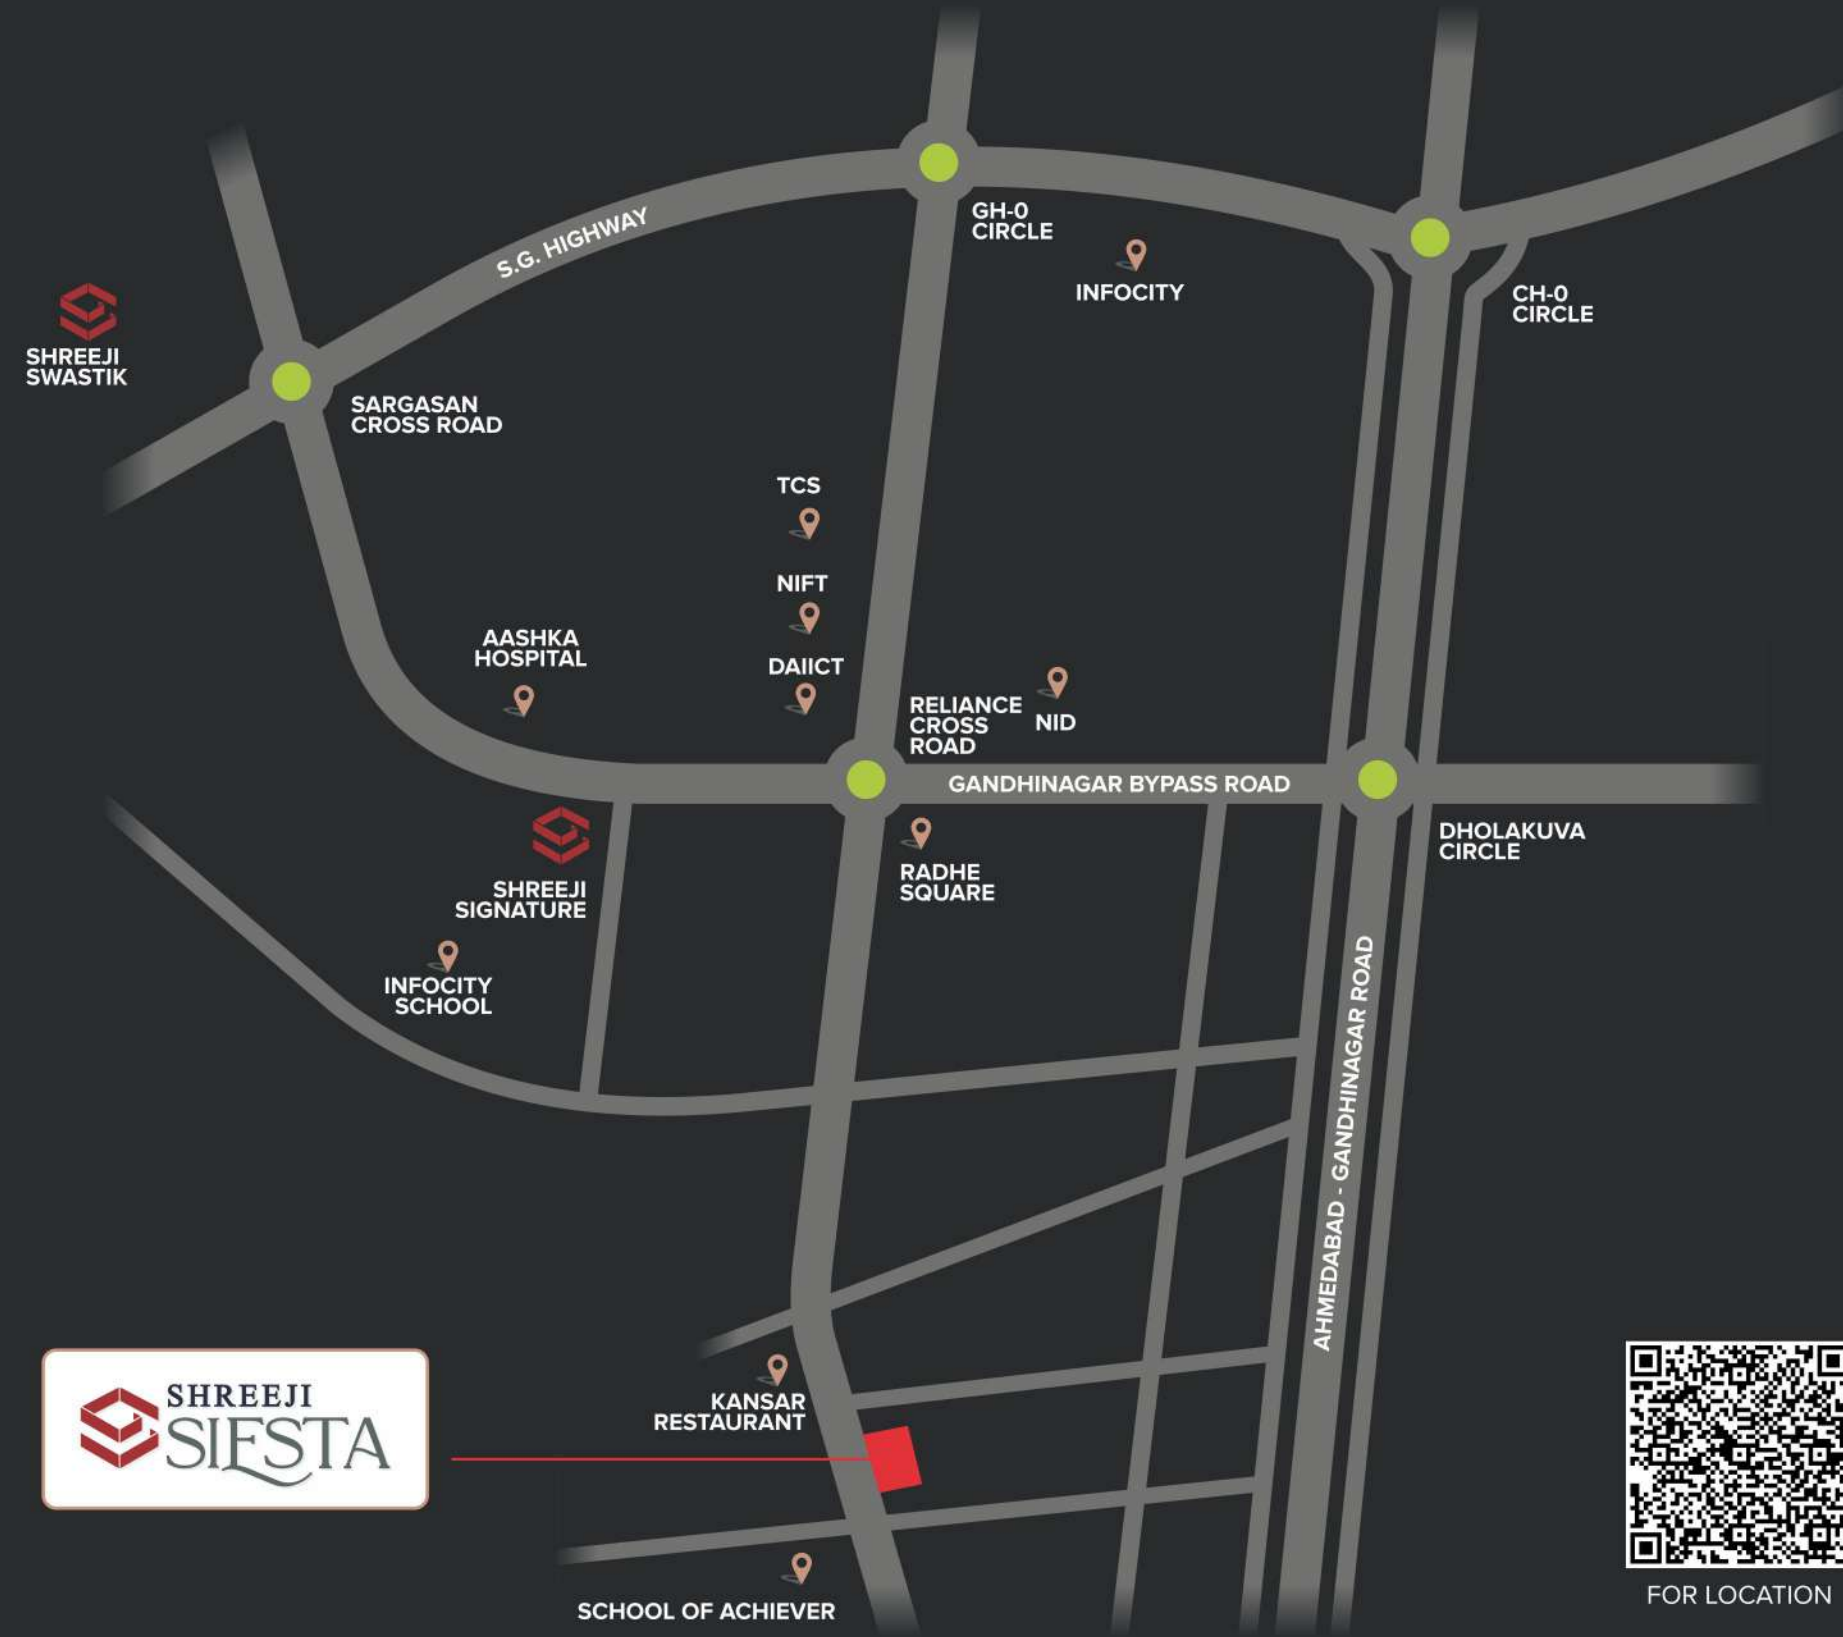 S.G. HIGHWAY
GH-0
CIRCLE
INFOCITY
CH-0
CIRCLE
SHREEJI
SWASTIK
SARGASAN
CROSS ROAD
TCS
NIFT
AASHKA
HOSPITAL
DAIICT
RELIANCE
CROSS
ROAD
NID
GANDHINAGAR BYPASS ROAD
DHOLAKUVA
CIRCLE
RADHE
SQUARE
SHREEJI
SIGNATURE
INFOCITY
SCHOOL
AHMEDABAD - GANDHINAGAR ROAD
KANSAR
RESTAURANT
SHREEJI
SIESTA
SCHOOL OF ACHIEVER
FOR LOCATION